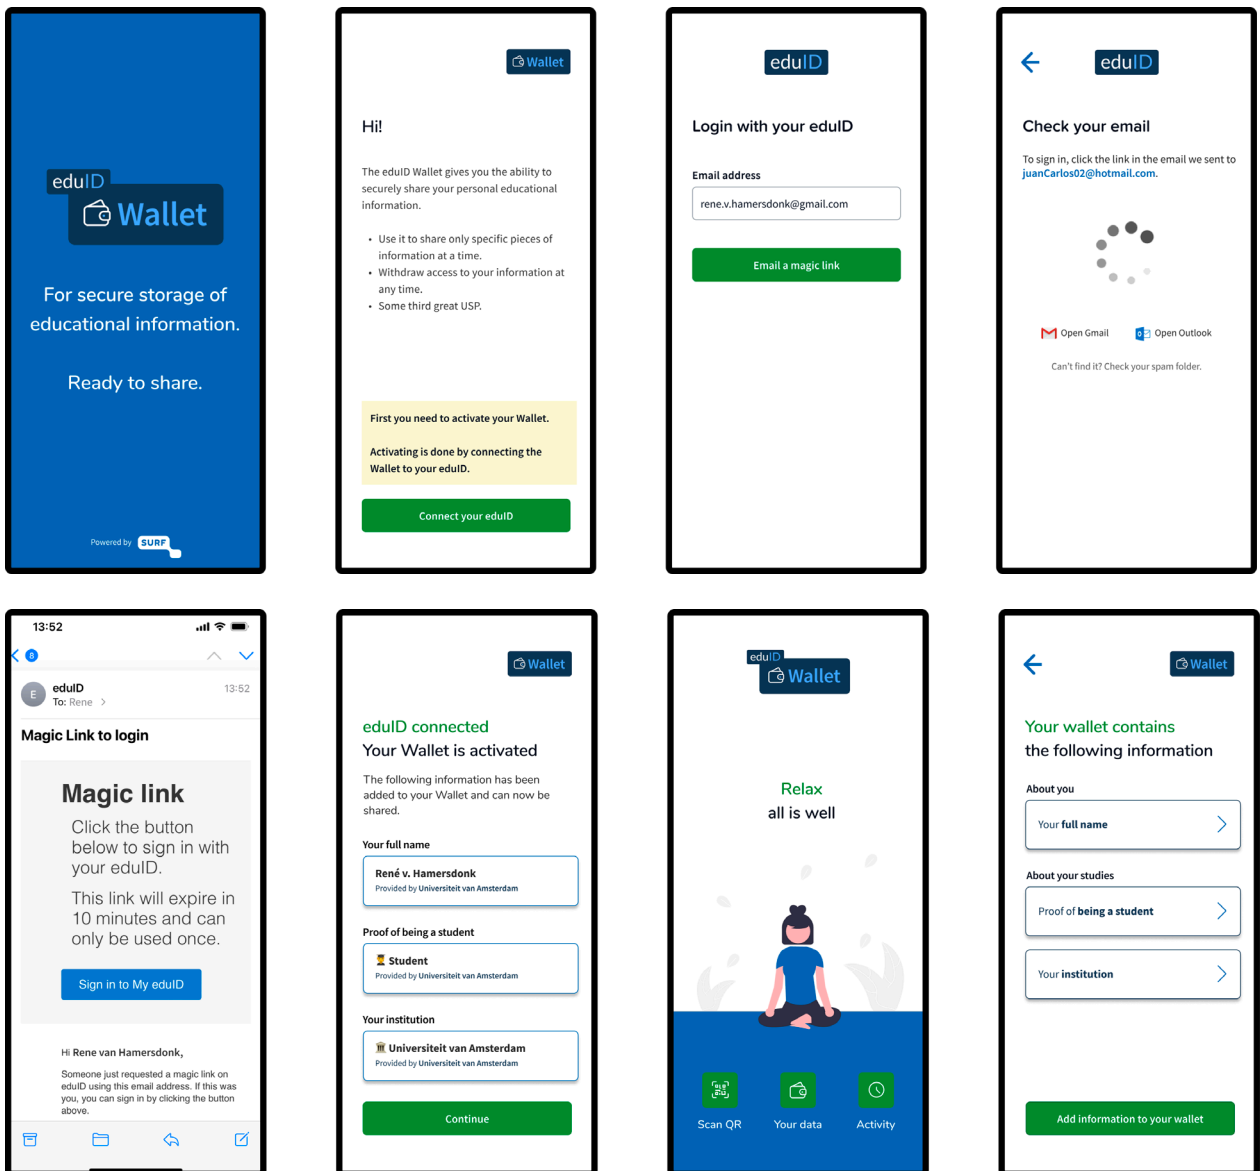 eduID
Wallet
For secure storage of
educational information.
Ready to share.
Powered by SURF
Wallet
Hi!
The eduID Wallet gives you the ability to
securely share your personal educational
information.
• Use it to share only specific pieces of
information at a time.
• Withdraw access to your information at
any time.
• Some third great USP.
First you need to activate your Wallet.
Activating is done by connecting the
Wallet to your eduID.
Connect your eduID
eduID
Login with your eduID
Email address
rene.v.hamersdonk@gmail.com
Email a magic link
eduID
Check your email
To sign in, click the link in the email we sent to
juanCarlos02@hotmail.com.
Open Gmail
Open Outlook
Can't find it? Check your spam folder.
13:52
8
E
eduID
13:52
To: Rene
Magic Link to login
Magic link
Click the button
below to sign in with
your eduID.
This link will expire in
10 minutes and can
only be used once.
Sign in to My eduID
Hi Rene van Hamersdonk,
Someone just requested a magic link on
eduID using this email address. If this was
you, you can sign in by clicking the button
above.
Wallet
eduID connected
Your Wallet is activated
The following information has been
added to your Wallet and can now be
shared.
Your full name
René v. Hamersdonk
Provided by Universiteit van Amsterdam
Proof of being a student
Student
Provided by Universiteit van Amsterdam
Your institution
Universiteit van Amsterdam
Provided by Universiteit van Amsterdam
Continue
eduID
Wallet
Relax
all is well
Scan QR
Your data
Activity
Wallet
Your wallet contains
the following information
About you
Your full name
About your studies
Proof of being a student
Your institution
Add information to your wallet